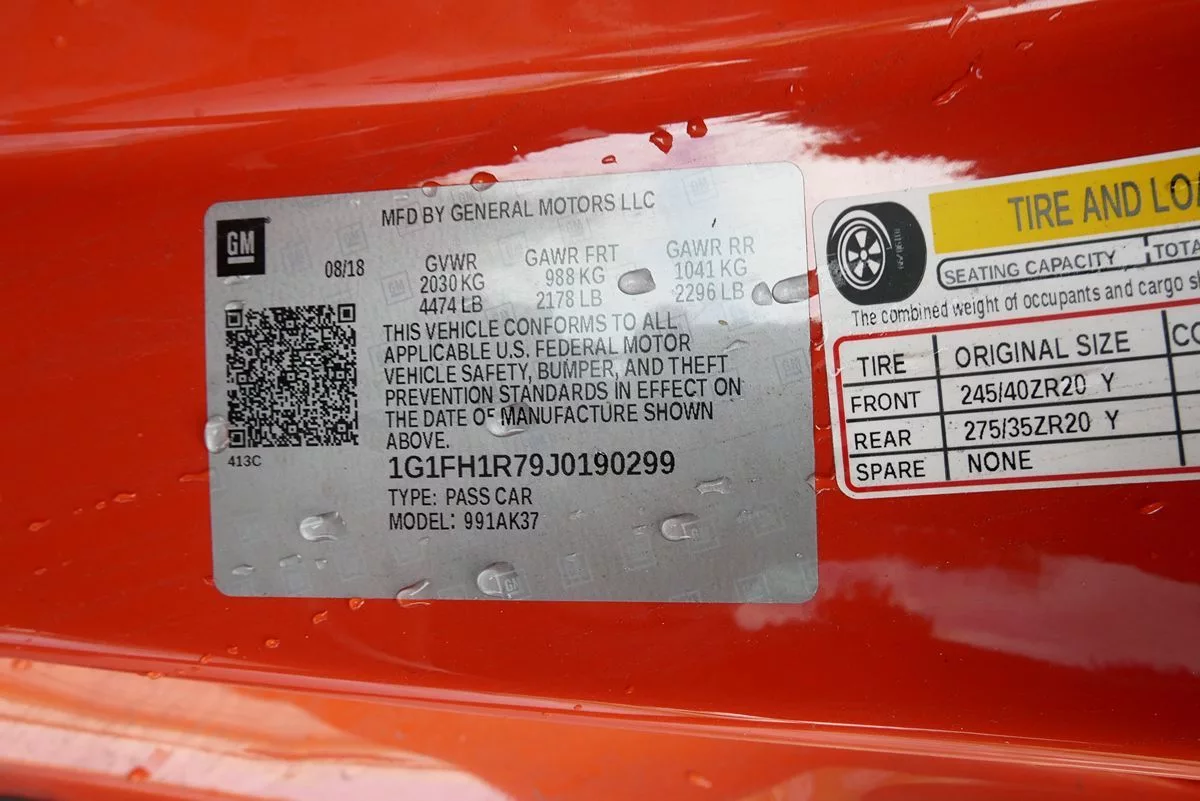 GM
MFD BY GENERAL MOTORS LLC
08/18
GVWR
2030 KG
4474 LB
GAWR FRT
988 KG
2178 LB
GAWR RR
1041 KG
2296 LB
THIS VEHICLE CONFORMS TO ALL
APPLICABLE U.S. FEDERAL MOTOR
VEHICLE SAFETY, BUMPER, AND THEFT
PREVENTION STANDARDS IN EFFECT ON
THE DATE OF MANUFACTURE SHOWN
ABOVE.
413C
1G1FH1R79J0190299
TYPE: PASS CAR
MODEL: 991AK37
TIRE AND
SEATING CAPACITY
The combined weight of occupants and cargo
TIRE ORIGINAL SIZE
FRONT 245/40ZR20 Y
REAR 275/35ZR20 Y
SPARE NONE